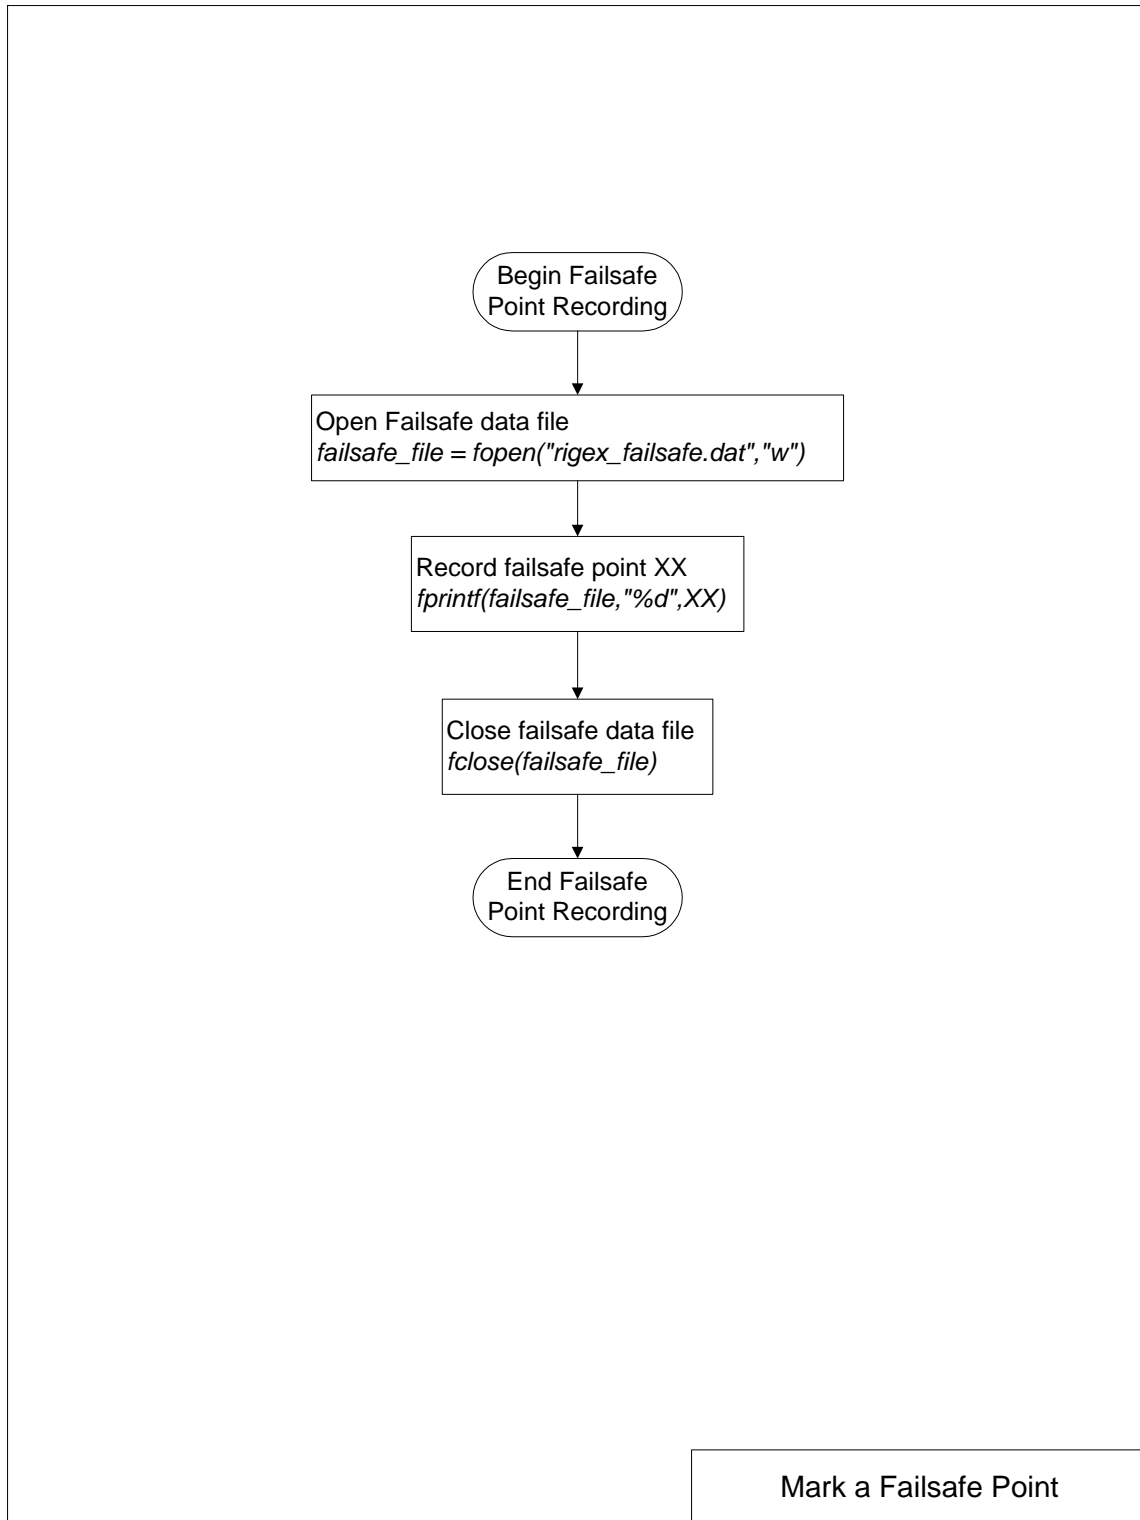 Begin Failsafe
Point Recording
Open Failsafe data file
failsafe_file = fopen("rigex_failsafe.dat","w")
Record failsafe point XX
fprintf(failsafe_file,"%d",XX)
Close failsafe data file
fclose(failsafe_file)
End Failsafe
Point Recording
Mark a Failsafe Point